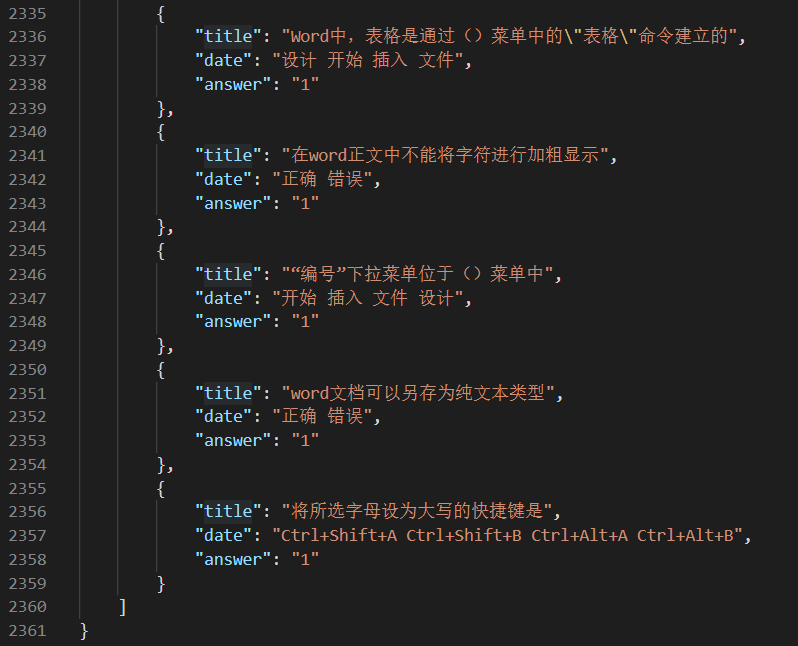 2335 {
2336 "title": "Word中，表格是通过（）菜单中的\"表格\"命令建立的",
2337 "date": "设计 开始 插入 文件",
2338 "answer": "1"
2339 },
2340 {
2341 "title": "在word正文中不能将字符进行加粗显示",
2342 "date": "正确 错误",
2343 "answer": "1"
2344 },
2345 {
2346 "title": "“编号”下拉菜单位于（）菜单中",
2347 "date": "开始 插入 文件 设计",
2348 "answer": "1"
2349 },
2350 {
2351 "title": "word文档可以另存为纯文本类型",
2352 "date": "正确 错误",
2353 "answer": "1"
2354 },
2355 {
2356 "title": "将所选字母设为大写的快捷键是",
2357 "date": "Ctrl+Shift+A Ctrl+Shift+B Ctrl+Alt+A Ctrl+Alt+B",
2358 "answer": "1"
2359 }
2360 ]
2361 }